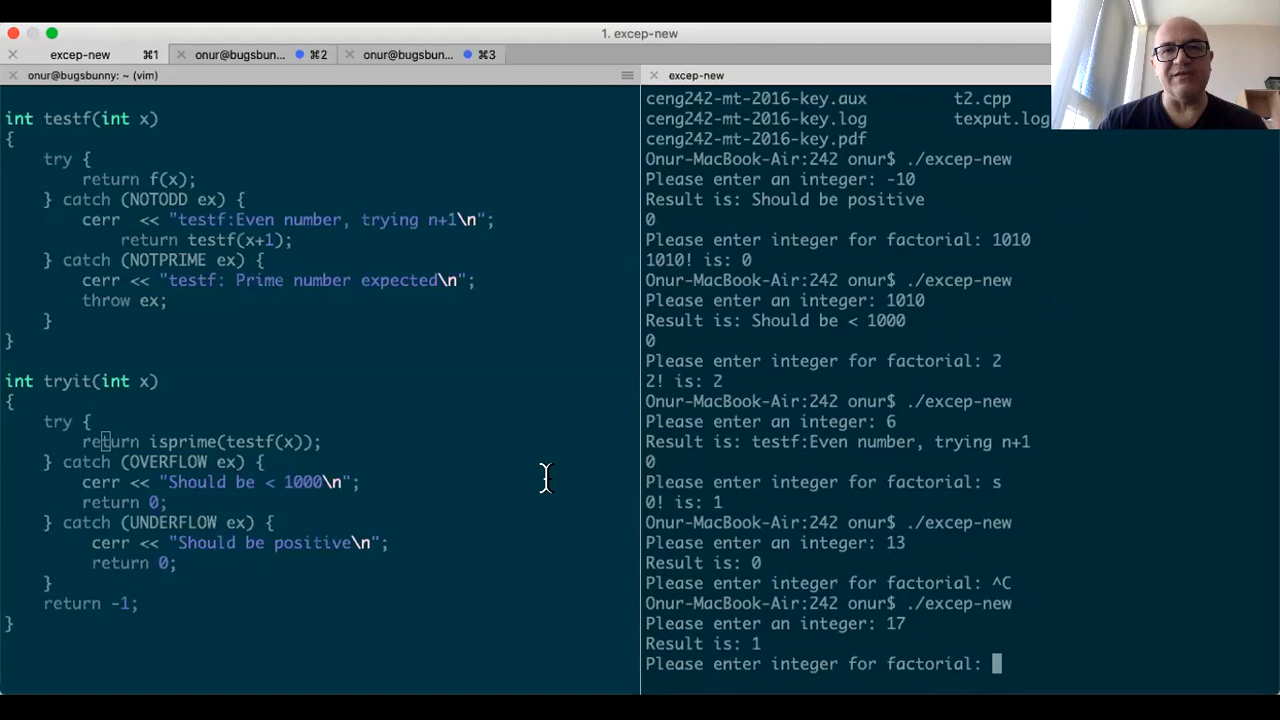 1. excep-new
excep-new ⌘1 onur@bugsbunny... ⌘2 onur@bugsbunny... ⌘3
onur@bugsbunny: ~ (vim)
int testf(int x)
{
    try {
        return f(x);
    } catch (NOTODD ex) {
        cerr  << "testf:Even number, trying n+1\n";
            return testf(x+1);
    } catch (NOTPRIME ex) {
        cerr << "testf: Prime number expected\n";
        throw ex;
    }
}
int tryit(int x)
{
    try {
        return isprime(testf(x));
    } catch (OVERFLOW ex) {
        cerr << "Should be < 1000\n";
        return 0;
    } catch (UNDERFLOW ex) {
         cerr << "Should be positive\n";
         return 0;
    }
    return -1;
}
excep-new
ceng242-mt-2016-key.aux         t2.cpp
ceng242-mt-2016-key.log         texput.log
ceng242-mt-2016-key.pdf
Onur-MacBook-Air:242 onur$ ./excep-new
Please enter an integer: -10
Result is: Should be positive
0
Please enter integer for factorial: 1010
1010! is: 0
Onur-MacBook-Air:242 onur$ ./excep-new
Please enter an integer: 1010
Result is: Should be < 1000
0
Please enter integer for factorial: 2
2! is: 2
Onur-MacBook-Air:242 onur$ ./excep-new
Please enter an integer: 6
Result is: testf:Even number, trying n+1
0
Please enter integer for factorial: s
0! is: 1
Onur-MacBook-Air:242 onur$ ./excep-new
Please enter an integer: 13
Result is: 0
Please enter integer for factorial: ^C
Onur-MacBook-Air:242 onur$ ./excep-new
Please enter an integer: 17
Result is: 1
Please enter integer for factorial: